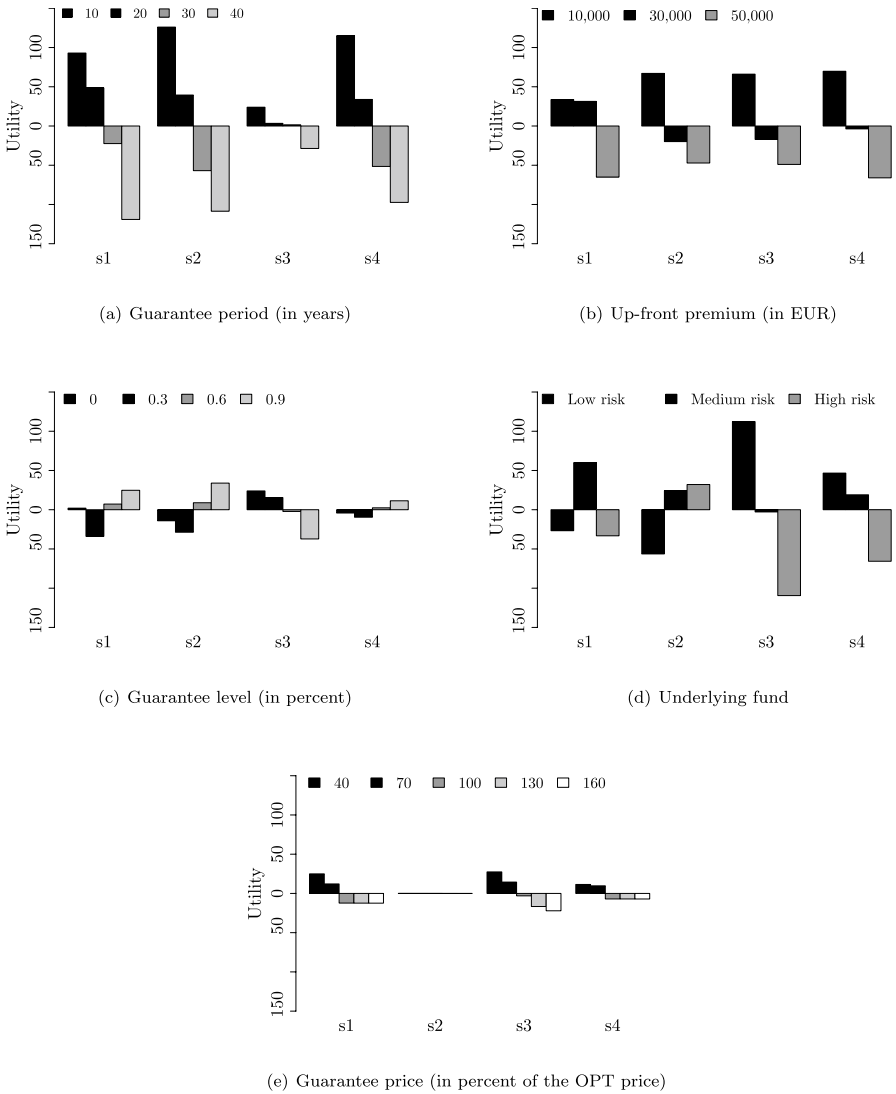 10 20 30 40
Utility
100
50
0
50
150
s1 s2 s3 s4
(a) Guarantee period (in years)
10,000 30,000 50,000
Utility
100
50
0
50
150
s1 s2 s3 s4
(b) Up-front premium (in EUR)
0 0.3 0.6 0.9
Utility
100
50
0
50
150
s1 s2 s3 s4
(c) Guarantee level (in percent)
Low risk Medium risk High risk
Utility
100
50
0
50
150
s1 s2 s3 s4
(d) Underlying fund
40 70 100 130 160
Utility
100
50
0
50
150
s1 s2 s3 s4
(e) Guarantee price (in percent of the OPT price)